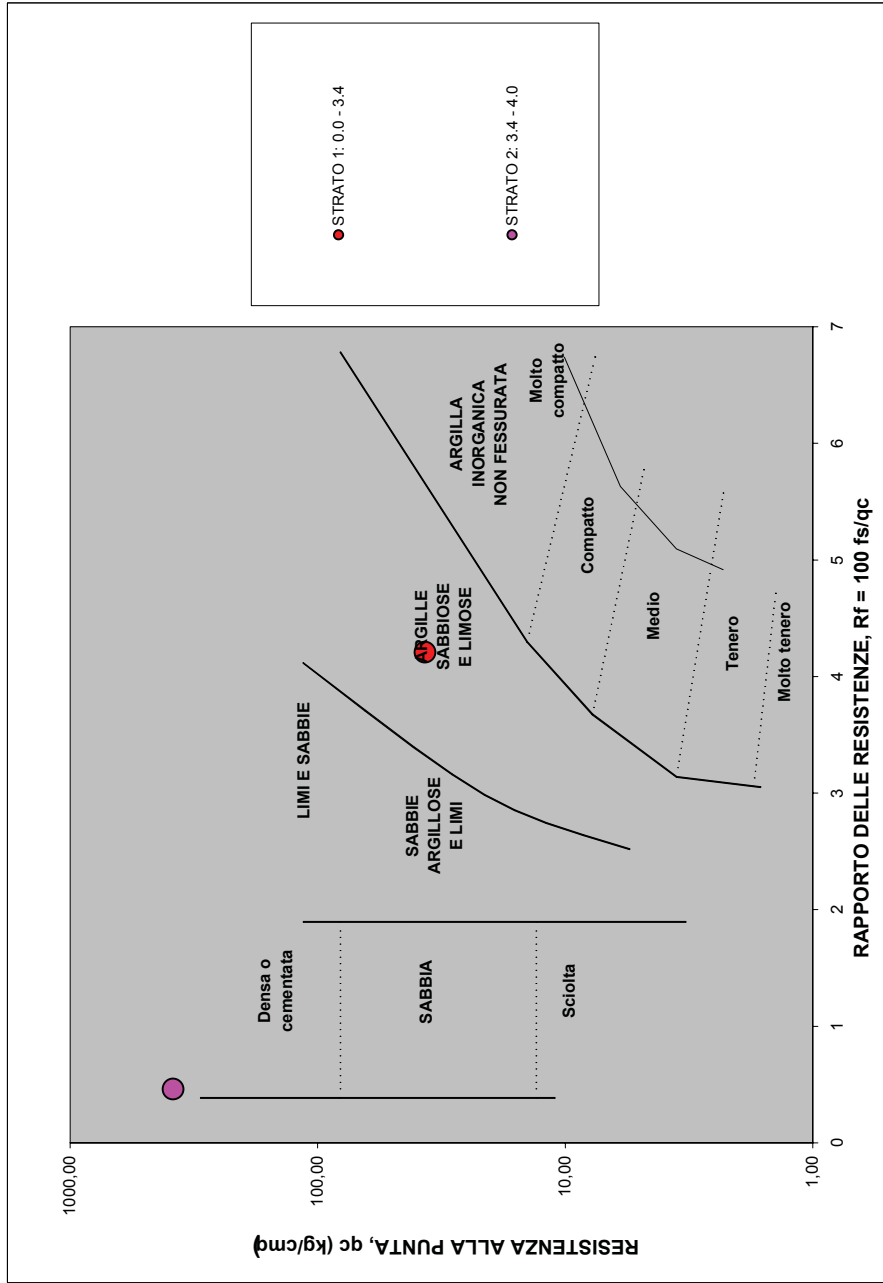 STRATO 1: 0.0 - 3.4
STRATO 2: 3.4 - 4.0
RESISTENZA ALLA PUNTA, qc (kg/cmq)
1000,00
100,00
10,00
1,00
0
1
2
3
4
5
6
7
RAPPORTO DELLE RESISTENZE, Rf = 100 fs/qc
Densa o
cementata
SABBIA
Sciolta
LIMI E SABBIE
SABBIE
ARGILLOSE
E LIMI
ARGILLE
SABBIOSE
E LIMOSE
ARGILLA
INORGANICA
NON FESSURATA
Molto
compatto
Compatto
Medio
Tenero
Molto tenero